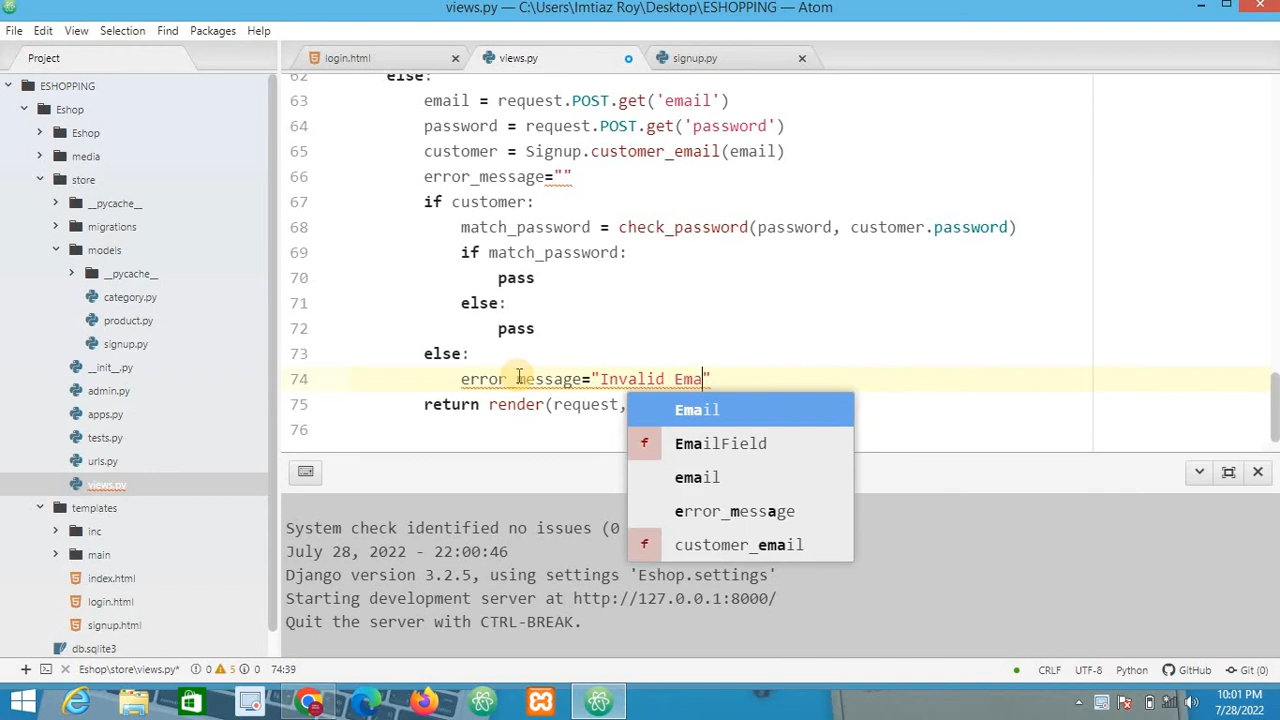 views.py — C:\Users\Imtiaz Roy\Desktop\ESHOPPING — Atom
File Edit View Selection Find Packages Help
Project
login.html
views.py
signup.py
ESHOPPING
Eshop
Eshop
media
store
__pycache__
migrations
models
__pycache__
category.py
product.py
signup.py
__init__.py
admin.py
apps.py
tests.py
urls.py
views.py
templates
inc
main
index.html
login.html
signup.html
db.sqlite3
62 else:
63 email = request.POST.get('email')
64 password = request.POST.get('password')
65 customer = Signup.customer_email(email)
66 error_message=""
67 if customer:
68 match_password = check_password(password, customer.password)
69 if match_password:
70 pass
71 else:
72 pass
73 else:
74 error_message="Invalid Ema"
75 return render(request,
76
Email
f EmailField
email
error_message
f customer_email
System check identified no issues (0
July 28, 2022 - 22:00:46
Django version 3.2.5, using settings 'Eshop.settings'
Starting development server at http://127.0.0.1:8000/
Quit the server with CTRL-BREAK.
Eshop\store\views.py* 0 5 0 74:39 CRLF UTF-8 Python GitHub Git (0)
10:01 PM
7/28/2022